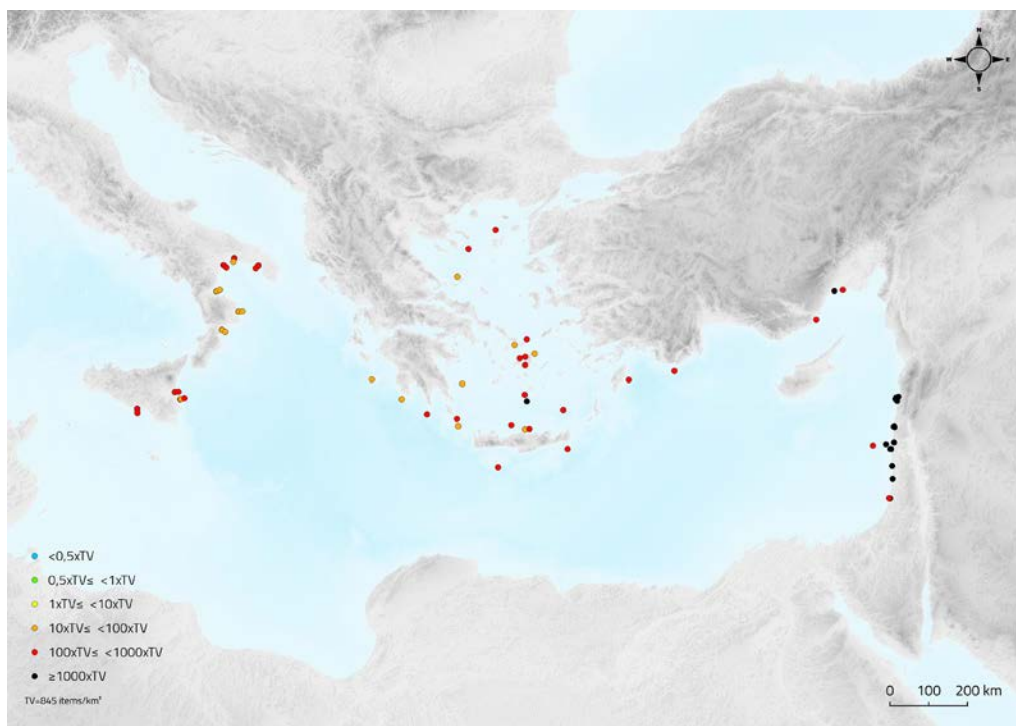 N
E
S
<0,5xTV
0,5xTV≤ <1xTV
1xTV≤ <10xTV
10xTV≤ <100xTV
100xTV≤ <1000xTV
≥1000xTV
TV=845 items/km²
0 100 200 km